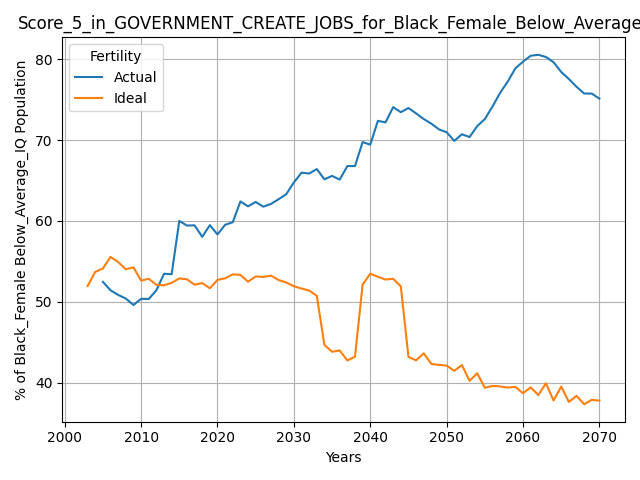 Score_5_in_GOVERNMENT_CREATE_JOBS_for_Black_Female_Below_Average
Fertility
Actual
Ideal
% of Black_Female Below_Average_IQ Population
80
70
60
50
40
2000 2010 2020 2030 2040 2050 2060 2070
Years